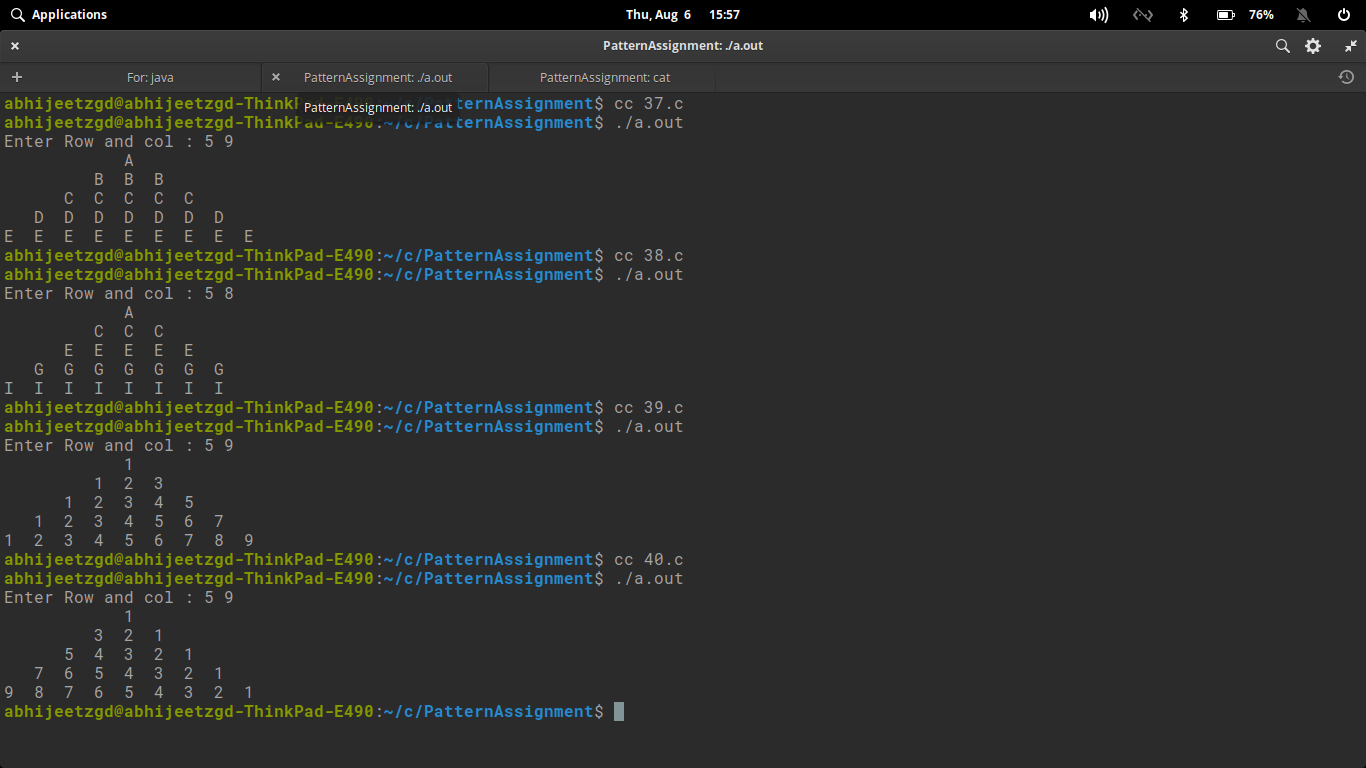 Applications Thu, Aug 6 15:57 76%
PatternAssignment: ./a.out
For: java PatternAssignment: ./a.out PatternAssignment: cat
abhijeetzgd@abhijeetzgd-ThinkP PatternAssignment: ./a.out tternAssignment$ cc 37.c
abhijeetzgd@abhijeetzgd-ThinkPad-E490:~/c/PatternAssignment$ ./a.out
Enter Row and col : 5 9
            A
         B  B  B
      C  C  C  C  C
   D  D  D  D  D  D  D
E  E  E  E  E  E  E  E  E
abhijeetzgd@abhijeetzgd-ThinkPad-E490:~/c/PatternAssignment$ cc 38.c
abhijeetzgd@abhijeetzgd-ThinkPad-E490:~/c/PatternAssignment$ ./a.out
Enter Row and col : 5 8
            A
         C  C  C
      E  E  E  E  E
   G  G  G  G  G  G  G
I  I  I  I  I  I  I  I
abhijeetzgd@abhijeetzgd-ThinkPad-E490:~/c/PatternAssignment$ cc 39.c
abhijeetzgd@abhijeetzgd-ThinkPad-E490:~/c/PatternAssignment$ ./a.out
Enter Row and col : 5 9
            1
         1  2  3
      1  2  3  4  5
   1  2  3  4  5  6  7
1  2  3  4  5  6  7  8  9
abhijeetzgd@abhijeetzgd-ThinkPad-E490:~/c/PatternAssignment$ cc 40.c
abhijeetzgd@abhijeetzgd-ThinkPad-E490:~/c/PatternAssignment$ ./a.out
Enter Row and col : 5 9
            1
         3  2  1
      5  4  3  2  1
   7  6  5  4  3  2  1
9  8  7  6  5  4  3  2  1
abhijeetzgd@abhijeetzgd-ThinkPad-E490:~/c/PatternAssignment$